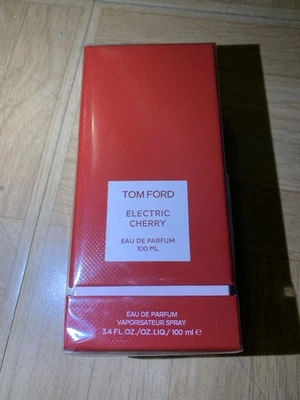 TOM FORD
ELECTRIC
CHERRY
EAU DE PARFUM
100 ML
EAU DE PARFUM
VAPORISATEUR SPRAY
3.4 FL.OZ./OZ.LIQ./ 100 ml ℮